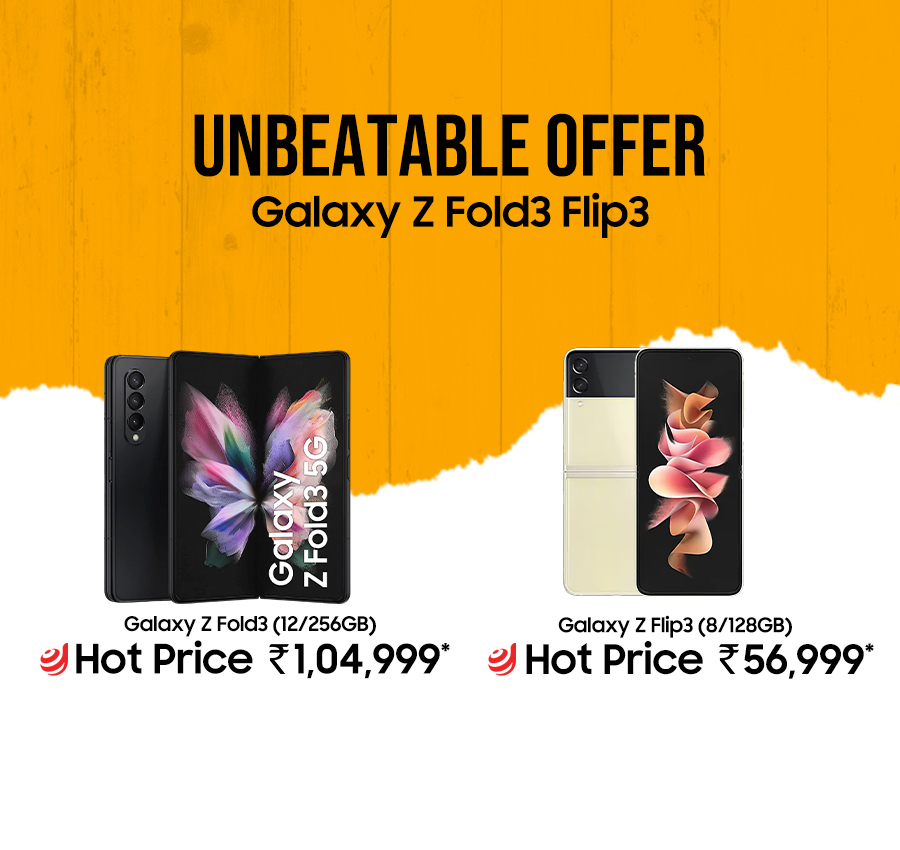 UNBEATABLE OFFER
Galaxy Z Fold3 Flip3
Galaxy
Z Fold3 5G
Galaxy Z Fold3 (12/256GB)
Hot Price ₹1,04,999*
Galaxy Z Flip3 (8/128GB)
Hot Price ₹56,999*